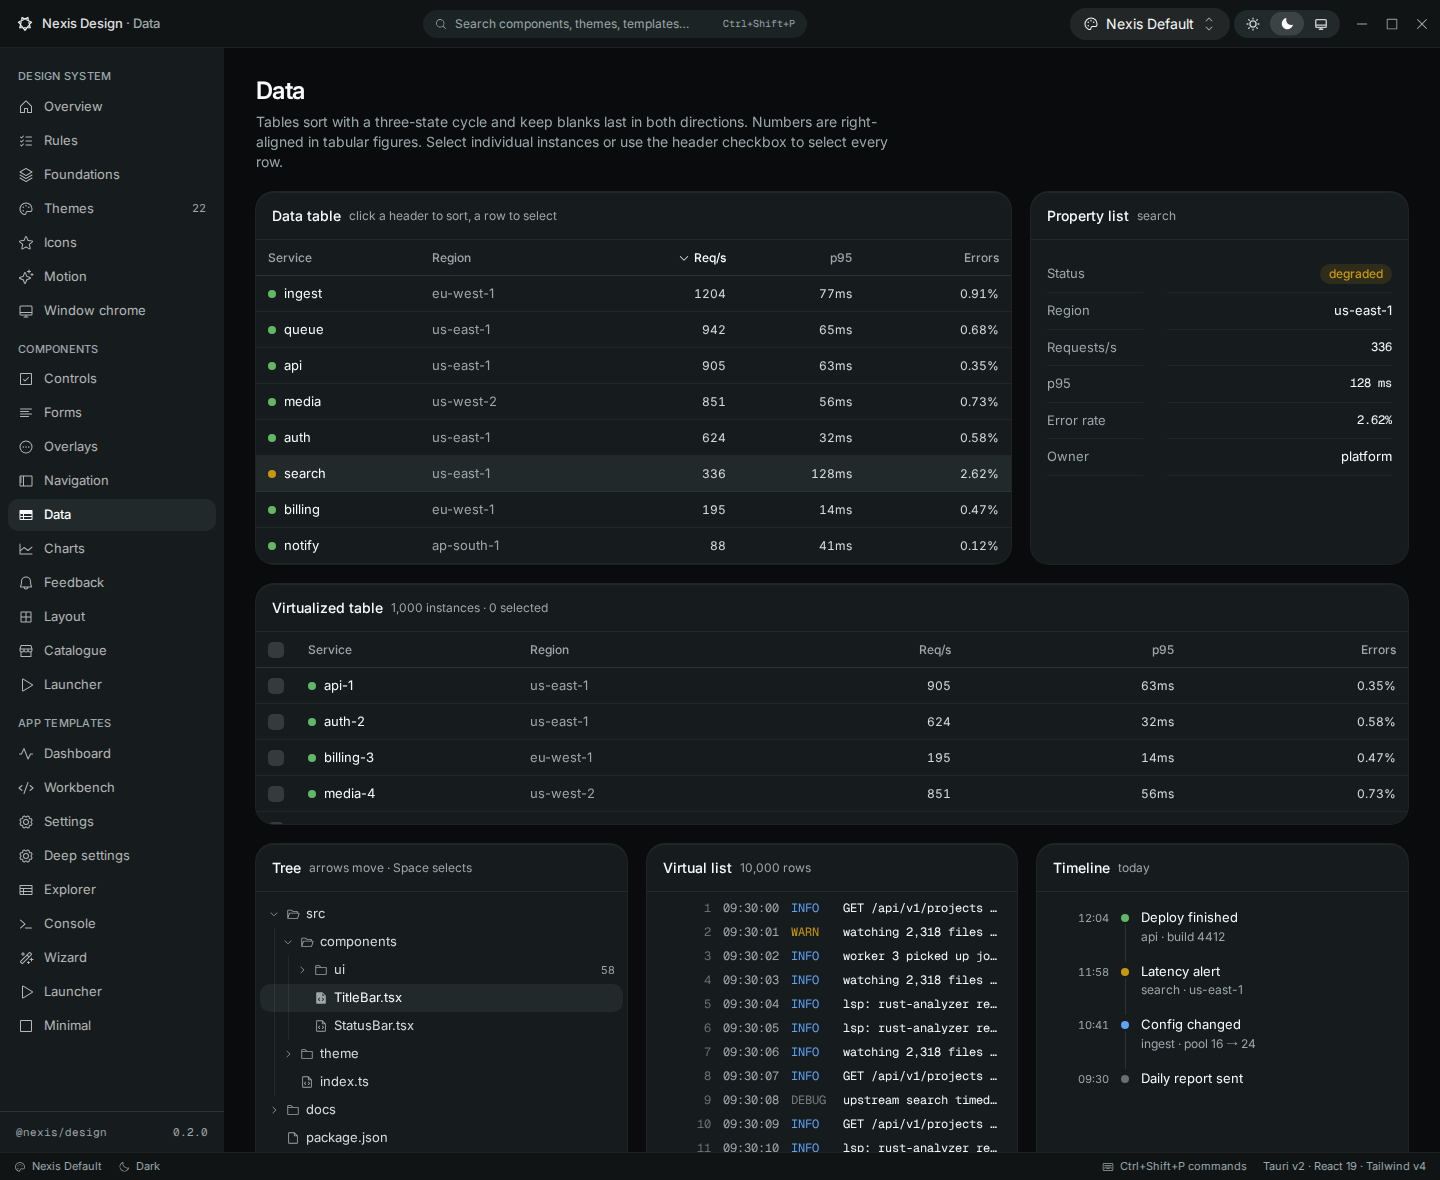 Nexis Design · Data
Search components, themes, templates... Ctrl+Shift+P
Nexis Default
DESIGN SYSTEM
Overview
Rules
Foundations
Themes 22
Icons
Motion
Window chrome
COMPONENTS
Controls
Forms
Overlays
Navigation
Data
Charts
Feedback
Layout
Catalogue
Launcher
APP TEMPLATES
Dashboard
Workbench
Settings
Deep settings
Explorer
Console
Wizard
Launcher
Minimal
@nexis/design 0.2.0
Data
Tables sort with a three-state cycle and keep blanks last in both directions. Numbers are right-
aligned in tabular figures. Select individual instances or use the header checkbox to select every
row.
Data table click a header to sort, a row to select
Service Region Req/s p95 Errors
ingest eu-west-1 1204 77ms 0.91%
queue us-east-1 942 65ms 0.68%
api us-east-1 905 63ms 0.35%
media us-west-2 851 56ms 0.73%
auth us-east-1 624 32ms 0.58%
search us-east-1 336 128ms 2.62%
billing eu-west-1 195 14ms 0.47%
notify ap-south-1 88 41ms 0.12%
Property list search
Status degraded
Region us-east-1
Requests/s 336
p95 128 ms
Error rate 2.62%
Owner platform
Virtualized table 1,000 instances · 0 selected
Service Region Req/s p95 Errors
api-1 us-east-1 905 63ms 0.35%
auth-2 us-east-1 624 32ms 0.58%
billing-3 eu-west-1 195 14ms 0.47%
media-4 us-west-2 851 56ms 0.73%
Tree arrows move · Space selects
src
components
ui 58
TitleBar.tsx
StatusBar.tsx
theme
index.ts
docs
package.json
Virtual list 10,000 rows
1 09:30:00 INFO GET /api/v1/projects …
2 09:30:01 WARN watching 2,318 files …
3 09:30:02 INFO worker 3 picked up jo…
4 09:30:03 INFO watching 2,318 files …
5 09:30:04 INFO lsp: rust-analyzer re…
6 09:30:05 INFO lsp: rust-analyzer re…
7 09:30:06 INFO watching 2,318 files …
8 09:30:07 INFO GET /api/v1/projects …
9 09:30:08 DEBUG upstream search timed…
10 09:30:09 INFO GET /api/v1/projects …
11 09:30:10 INFO lsp: rust-analyzer re…
Timeline today
12:04 Deploy finished
api · build 4412
11:58 Latency alert
search · us-east-1
10:41 Config changed
ingest · pool 16 → 24
09:30 Daily report sent
Nexis Default Dark
Ctrl+Shift+P commands Tauri v2 · React 19 · Tailwind v4